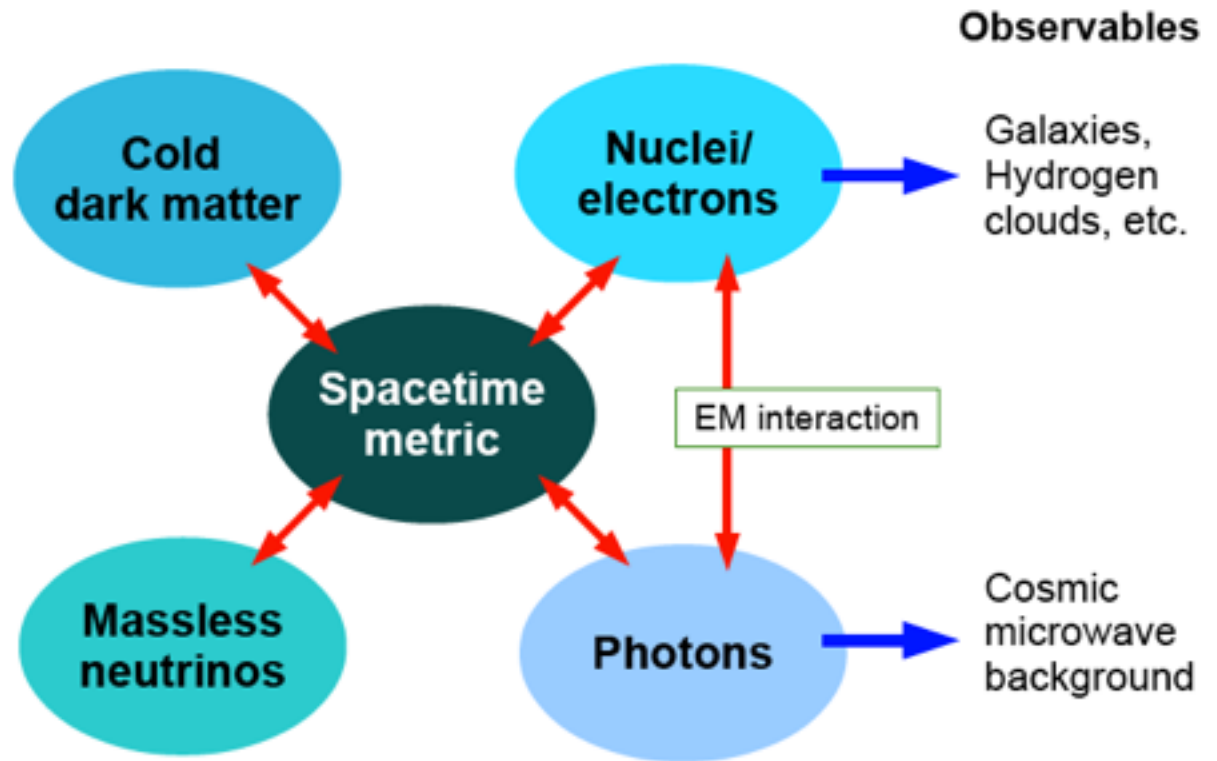 Observables
Cold
dark matter
Nuclei/
electrons
Galaxies,
Hydrogen
clouds, etc.
Spacetime
metric
EM interaction
Massless
neutrinos
Photons
Cosmic
microwave
background